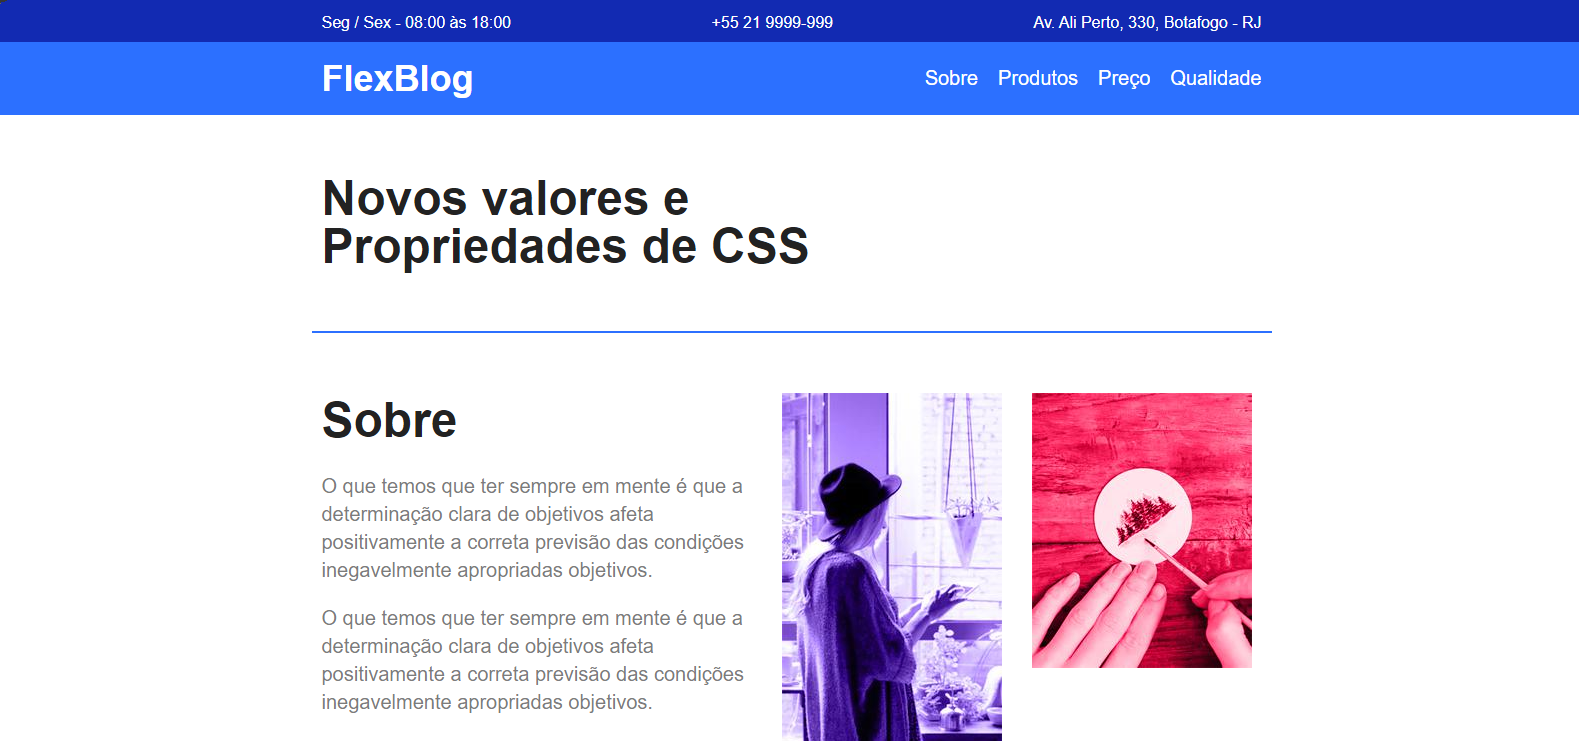 Seg / Sex - 08:00 às 18:00
+55 21 9999-999
Av. Ali Perto, 330, Botafogo - RJ
FlexBlog
Sobre
Produtos
Preço
Qualidade
Novos valores e
Propriedades de CSS
Sobre
O que temos que ter sempre em mente é que a
determinação clara de objetivos afeta
positivamente a correta previsão das condições
inegavelmente apropriadas objetivos.
O que temos que ter sempre em mente é que a
determinação clara de objetivos afeta
positivamente a correta previsão das condições
inegavelmente apropriadas objetivos.